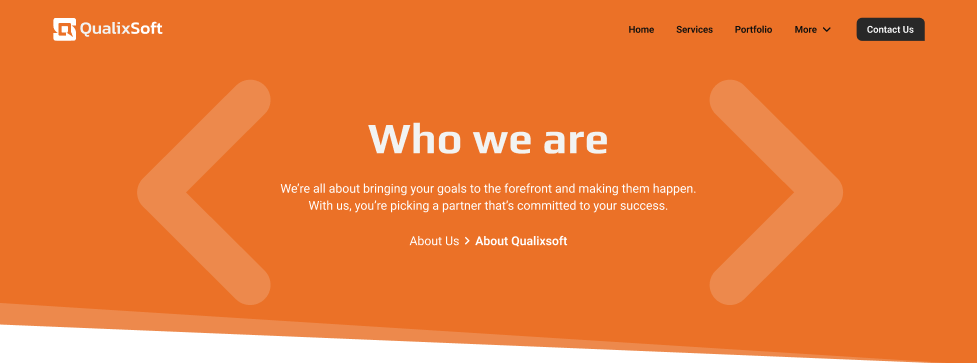 QualixSoft
Home Services Portfolio More Contact Us
Who we are
We're all about bringing your goals to the forefront and making them happen.
With us, you're picking a partner that's committed to your success.
About Us > About Qualixsoft